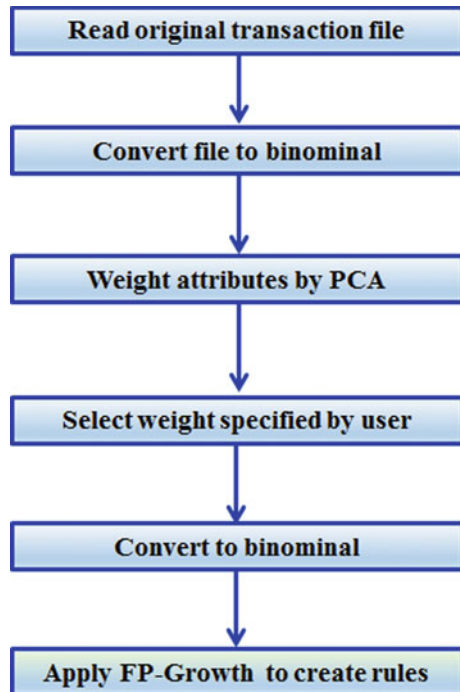 Read original transaction file
Convert file to binominal
Weight attributes by PCA
Select weight specified by user
Convert to binominal
Apply FP-Growth to create rules